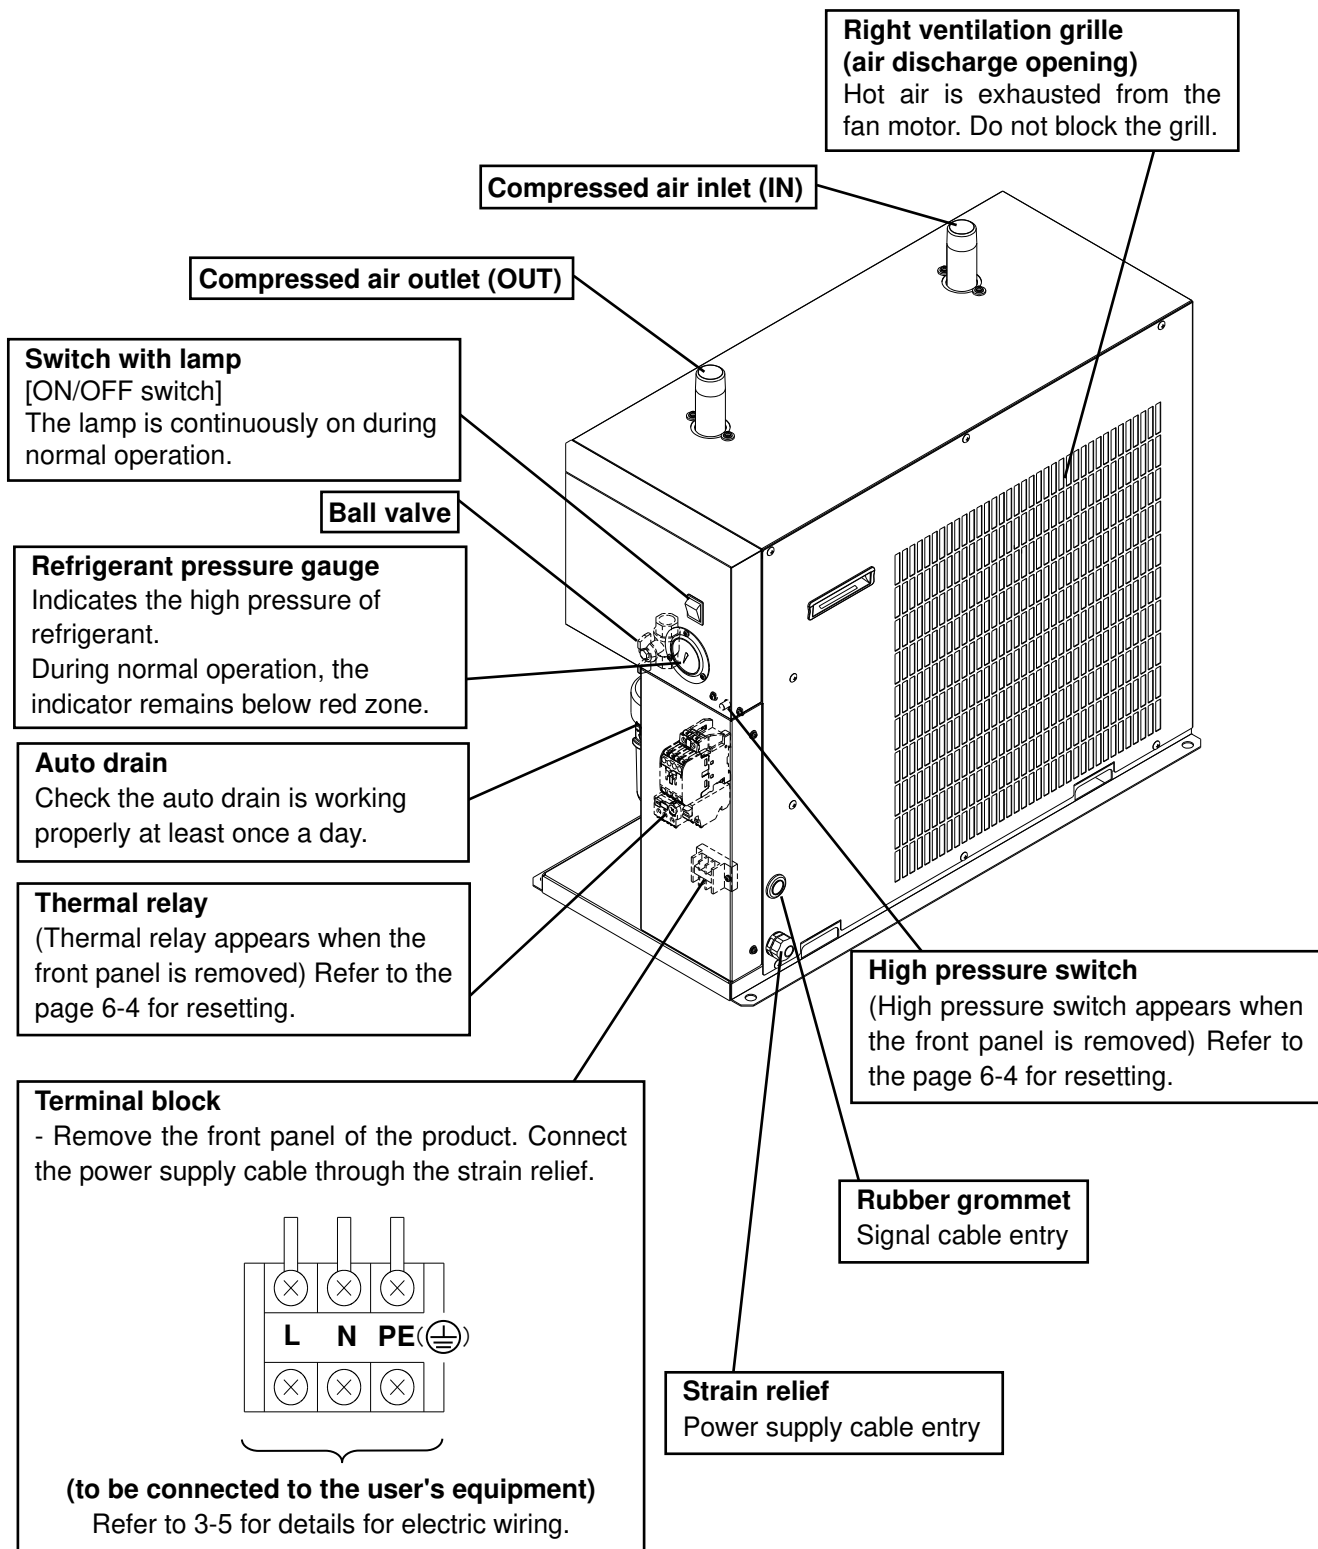 Right ventilation grille
(air discharge opening)
Hot air is exhausted from the
fan motor. Do not block the grill.
Compressed air inlet (IN)
Compressed air outlet (OUT)
Switch with lamp
[ON/OFF switch]
The lamp is continuously on during
normal operation.
Ball valve
Refrigerant pressure gauge
Indicates the high pressure of
refrigerant.
During normal operation, the
indicator remains below red zone.
Auto drain
Check the auto drain is working
properly at least once a day.
Thermal relay
(Thermal relay appears when the
front panel is removed) Refer to the
page 6-4 for resetting.
High pressure switch
(High pressure switch appears when
the front panel is removed) Refer to
the page 6-4 for resetting.
Terminal block
- Remove the front panel of the product. Connect
the power supply cable through the strain relief.
L N PE(⏚)
(to be connected to the user's equipment)
Refer to 3-5 for details for electric wiring.
Rubber grommet
Signal cable entry
Strain relief
Power supply cable entry